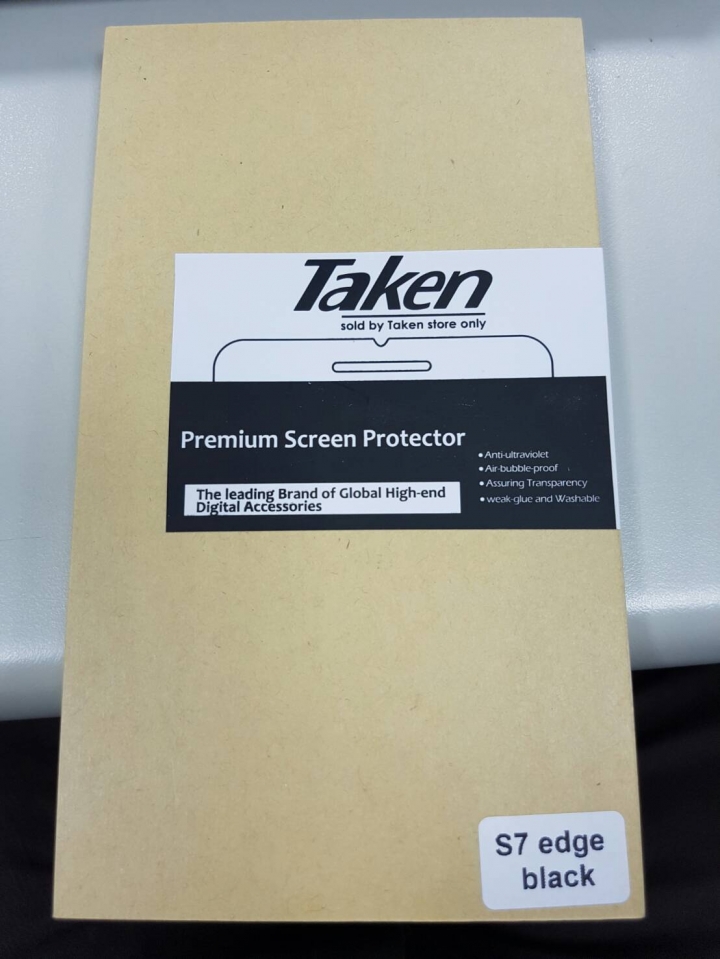 Taken
sold by Taken store only
Premium Screen Protector
The leading Brand of Global High-end
Digital Accessories
• Anti-ultraviolet
• Air-bubble-proof
• Assuring Transparency
• weak-glue and Washable
S7 edge
black